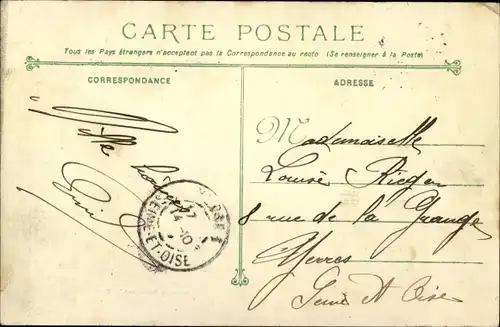 CARTE POSTALE
Tous les Pays étrangers n'acceptent pas la Correspondance au recto (Se renseigner à la Poste)
CORRESPONDANCE
ADRESSE
Mademoiselle
Louise Rieger
8 rue de la Grange
Yerres
Seine et Oise
SEINE-ET-OISE